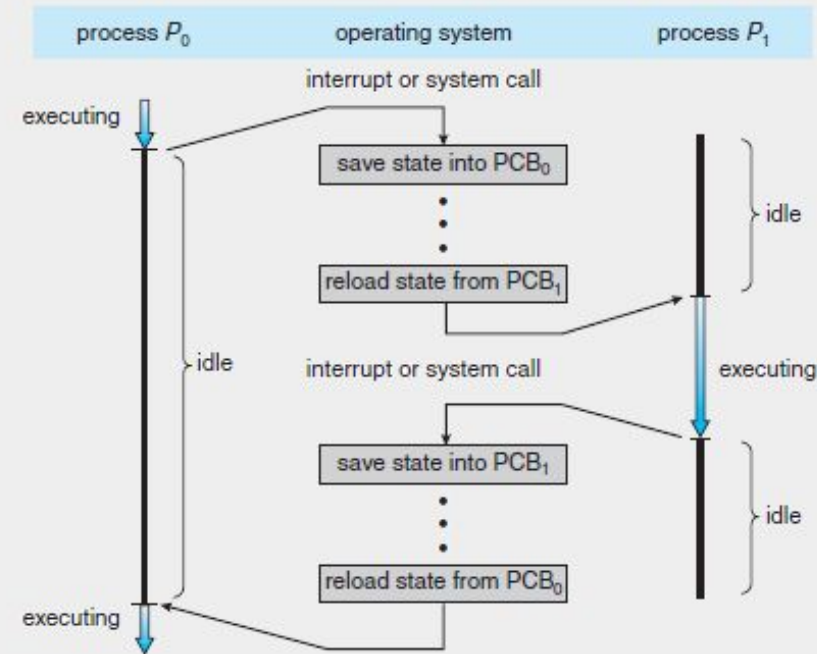 process P0 operating system process P1
interrupt or system call
executing
save state into PCB0
idle
reload state from PCB1
idle
interrupt or system call
executing
save state into PCB1
idle
reload state from PCB0
executing